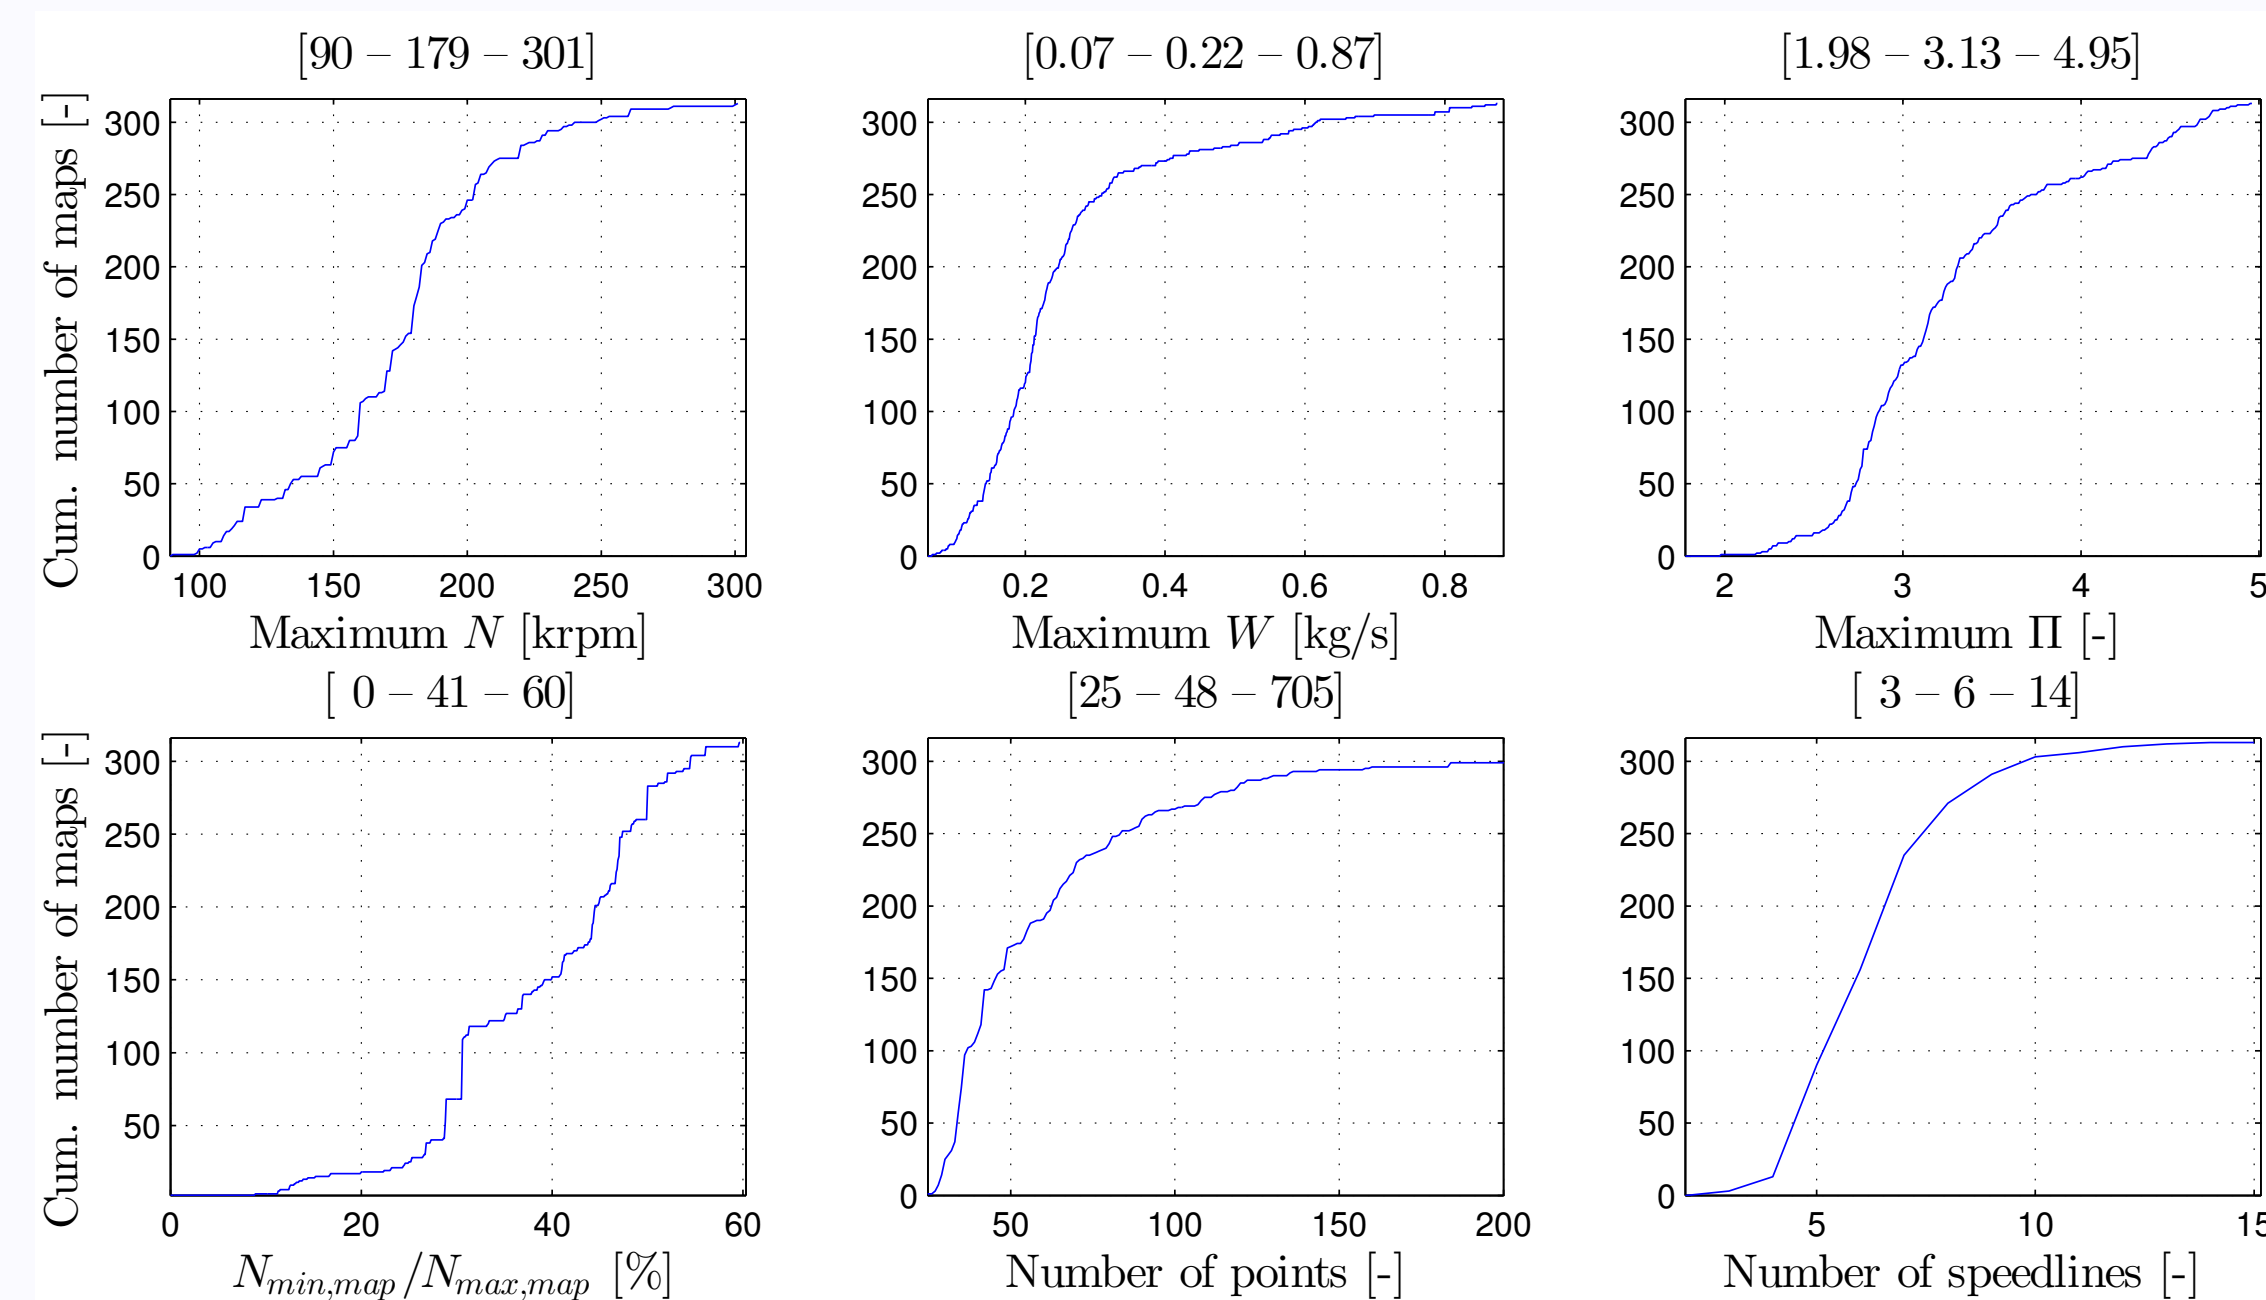 [90 – 179 – 301]
[0.07 – 0.22 – 0.87]
[1.98 – 3.13 – 4.95]
Cum. number of maps [-]
300
250
200
150
100
50
0
100 150 200 250 300
Maximum N [krpm]
300
250
200
150
100
50
0
0.2 0.4 0.6 0.8
Maximum W [kg/s]
300
250
200
150
100
50
0
2 3 4 5
Maximum Π [-]
[ 0 – 41 – 60]
[25 – 48 – 705]
[ 3 – 6 – 14]
Cum. number of maps [-]
300
250
200
150
100
50
0 20 40 60
N_{min,map}/N_{max,map} [%]
300
250
200
150
100
50
0
50 100 150 200
Number of points [-]
300
250
200
150
100
50
0
5 10 15
Number of speedlines [-]